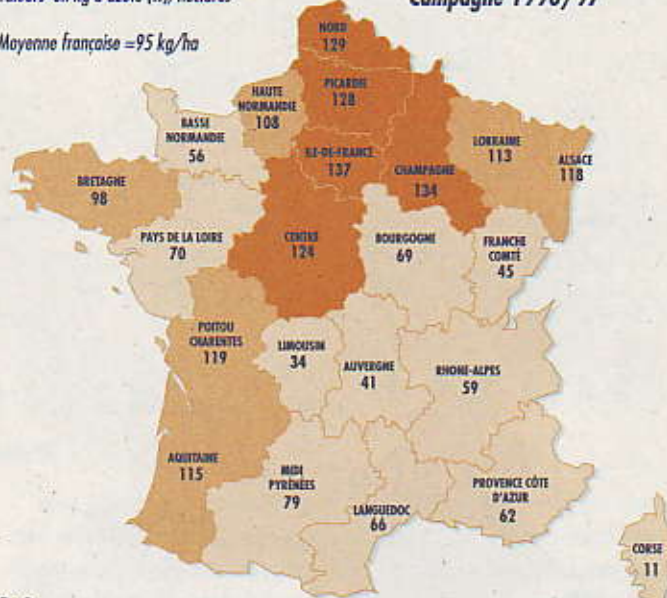 Campagne 1996/97
Moyenne française =95 kg/ha
NORD
129
PICARDIE
128
HAUTE
NORMANDIE
108
BASSE
NORMANDIE
56
ILE-DE-FRANCE
137
CHAMPAGNE
134
LORRAINE
113
ALSACE
118
BRETAGNE
98
PAYS DE LA LOIRE
70
CENTRE
124
BOURGOGNE
69
FRANCHE
COMTÉ
45
POITOU
CHARENTES
119
LIMOUSIN
34
AUVERGNE
41
RHONE-ALPES
59
AQUITAINE
115
MIDI
PYRÉNÉES
79
LANGUEDOC
66
PROVENCE CÔTE
D'AZUR
62
CORSE
11